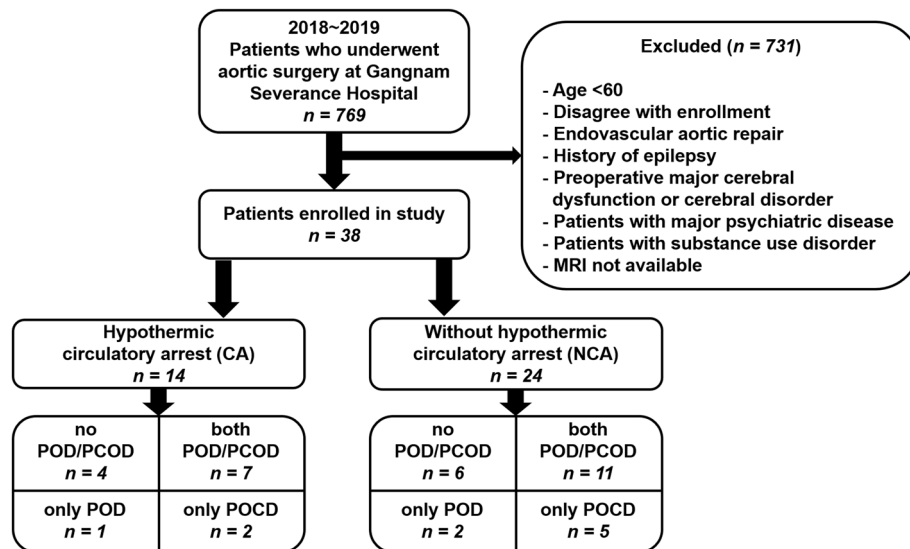 2018~2019
Patients who underwent
aortic surgery at Gangnam
Severance Hospital
n = 769
Excluded (n = 731)
- Age <60
- Disagree with enrollment
- Endovascular aortic repair
- History of epilepsy
- Preoperative major cerebral
dysfunction or cerebral disorder
- Patients with major psychiatric disease
- Patients with substance use disorder
- MRI not available
Patients enrolled in study
n = 38
Hypothermic
circulatory arrest (CA)
n = 14
Without hypothermic
circulatory arrest (NCA)
n = 24
no
POD/PCOD
n = 4
both
POD/PCOD
n = 7
only POD
n = 1
only POCD
n = 2
no
POD/PCOD
n = 6
both
POD/PCOD
n = 11
only POD
n = 2
only POCD
n = 5